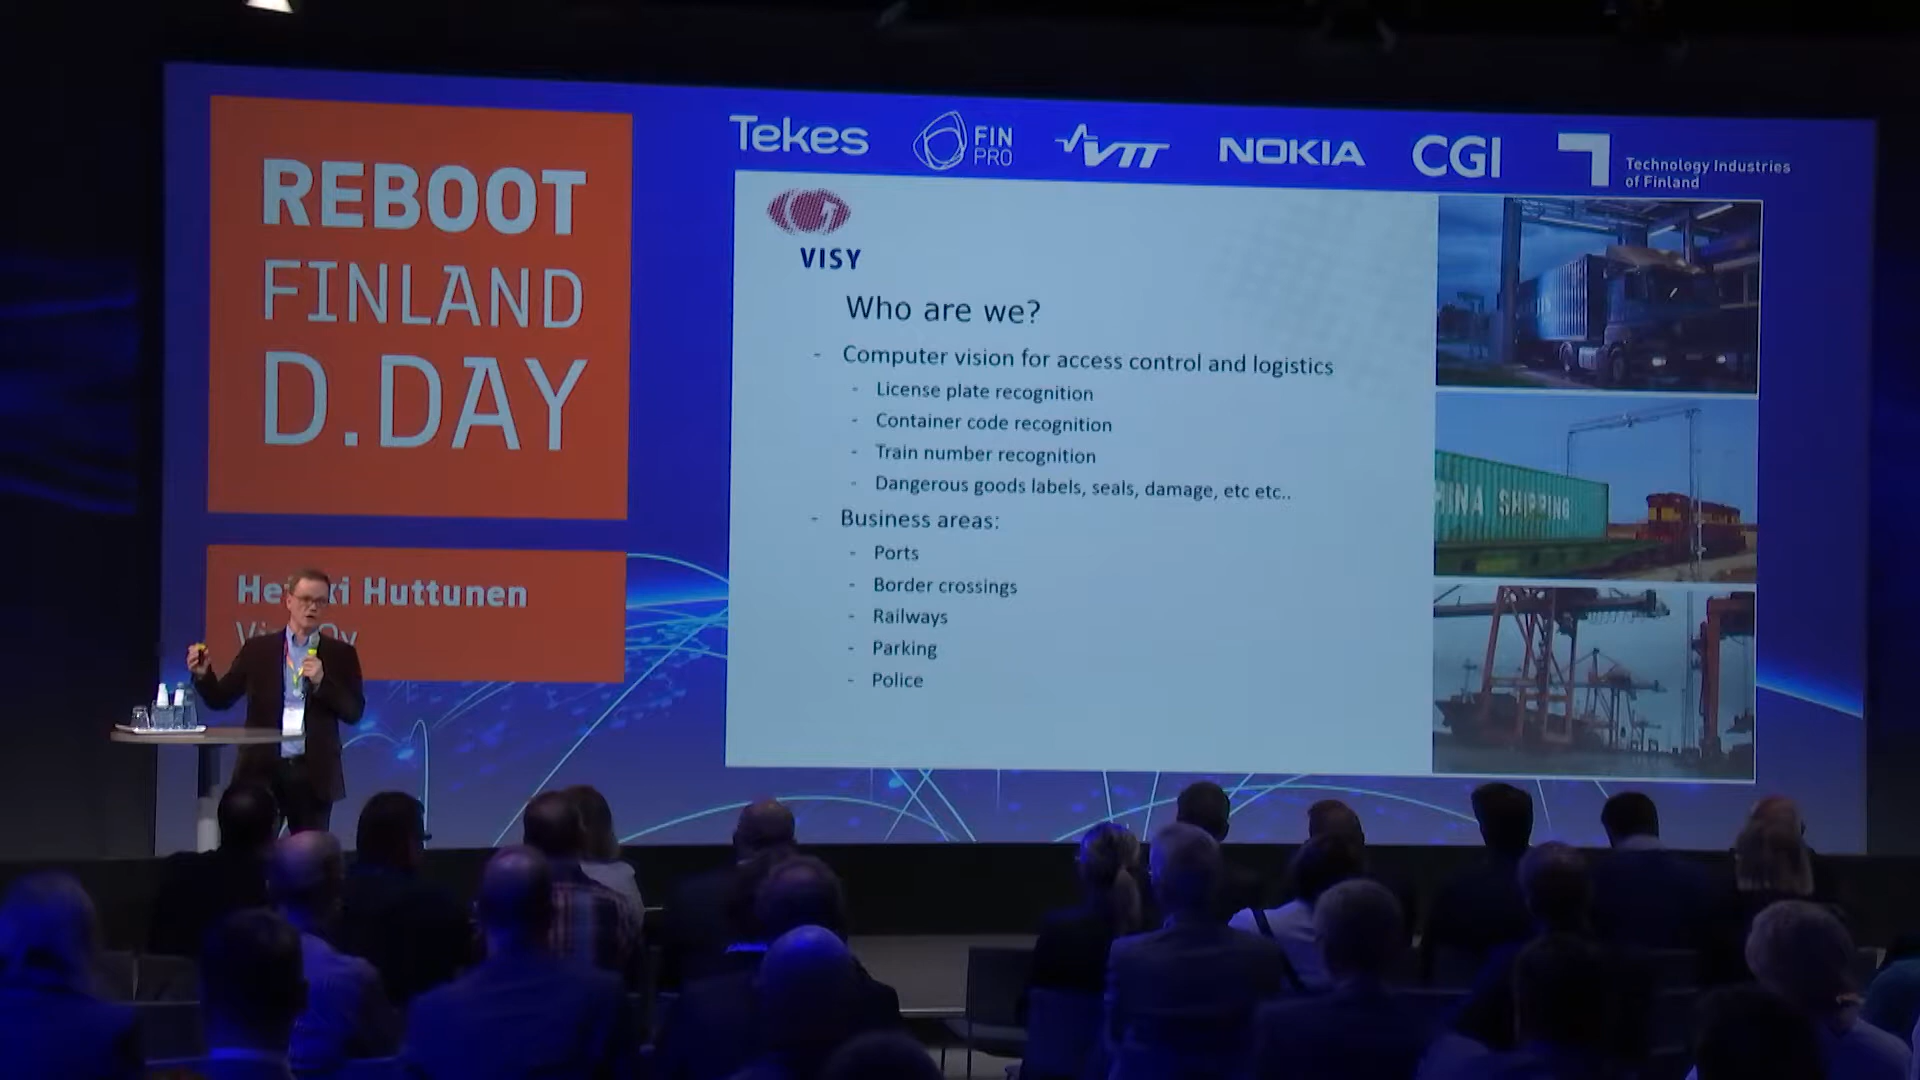 REBOOT
FINLAND
D.DAY
Huttunen
Tekes
FIN
PRO
VTT
NOKIA
CGI
Technology Industries
of Finland
VISY
Who are we?
- Computer vision for access control and logistics
- License plate recognition
- Container code recognition
- Train number recognition
- Dangerous goods labels, seals, damage, etc etc..
- Business areas:
- Ports
- Border crossings
- Railways
- Parking
- Police
CHINA SHIPPING